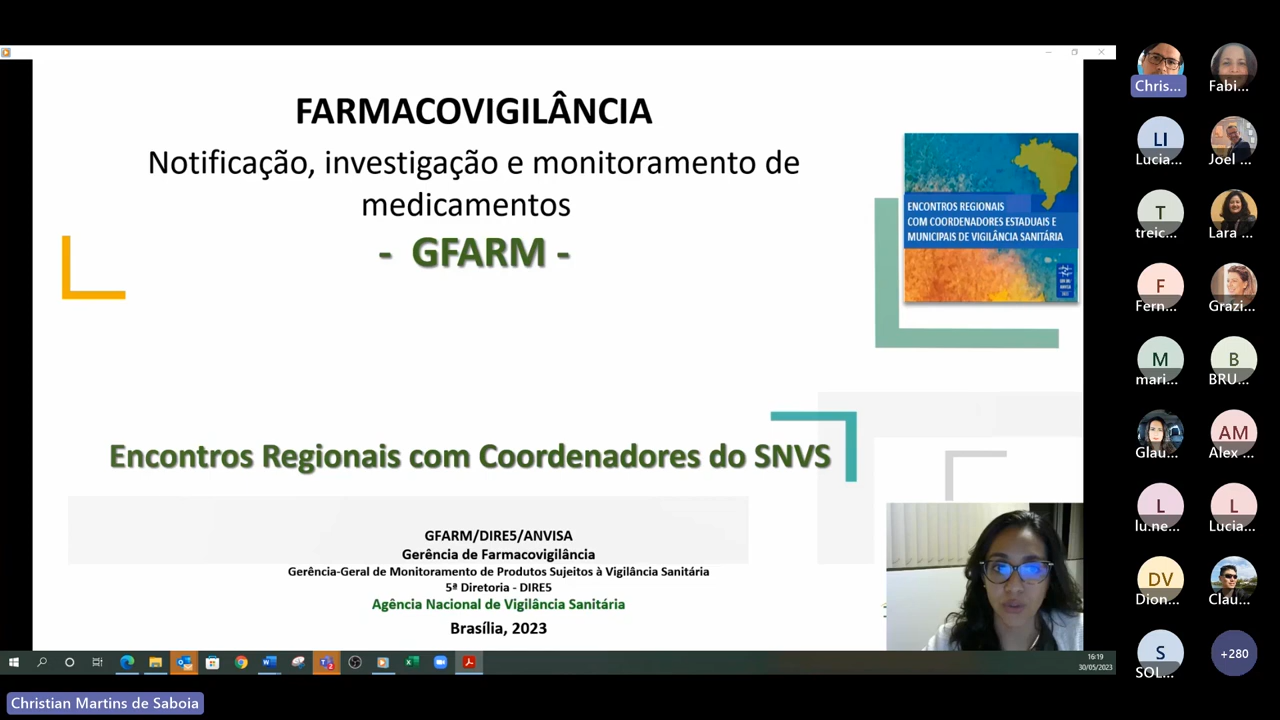 FARMACOVIGILÂNCIA
Notificação, investigação e monitoramento de
medicamentos
- GFARM -
ENCONTROS REGIONAIS
COM COORDENADORES ESTADUAIS E
MUNICIPAIS DE VIGILÂNCIA SANITÁRIA
Encontros Regionais com Coordenadores do SNVS
GFARM/DIRE5/ANVISA
Gerência de Farmacovigilância
Gerência-Geral de Monitoramento de Produtos Sujeitos à Vigilância Sanitária
5ª Diretoria - DIRE5
Agência Nacional de Vigilância Sanitária
Brasília, 2023
16:19
30/05/2023
Christian Martins de Saboia
Chris...
Fabi...
LI
Lucia...
Joel ...
T
treic...
Lara ...
F
Fern...
Grazi...
M
mari...
B
BRU...
Glau...
AM
Alex ...
L
lu.ne...
L
Lucia...
DV
Dion...
Clau...
S
SOL...
+280